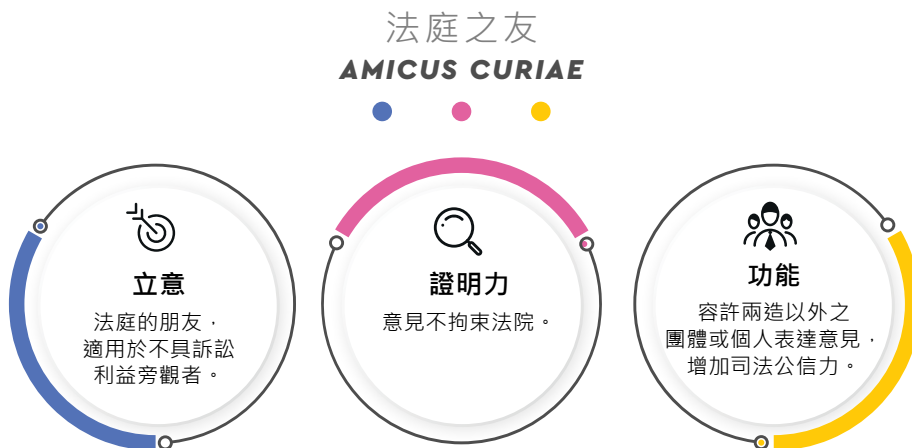 法庭之友
AMICUS CURIAE
立意
法庭的朋友，
適用於不具訴訟
利益旁觀者。
證明力
意見不拘束法院。
功能
容許兩造以外之
團體或個人表達意見，
增加司法公信力。